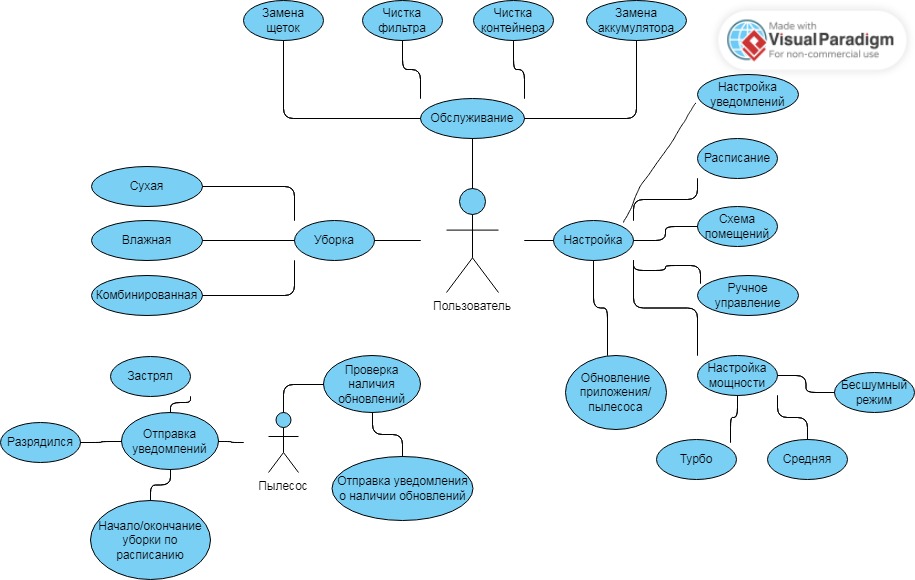 Замена
щеток
Чистка
фильтра
Чистка
контейнера
Замена
аккумулятора
Made with
Visual Paradigm
For non-commercial use
Обслуживание
Настройка
уведомлений
Расписание
Сухая
Влажная
Уборка
Комбинированная
Пользователь
Настройка
Схема
помещений
Ручное
управление
Обновление
приложения/
пылесоса
Настройка
мощности
Бесшумный
режим
Турбо
Средняя
Застрял
Разрядился
Отправка
уведомлений
Начало/окончание
уборки по
расписанию
Пылесос
Проверка
наличия
обновлений
Отправка уведомления
о наличии обновлений